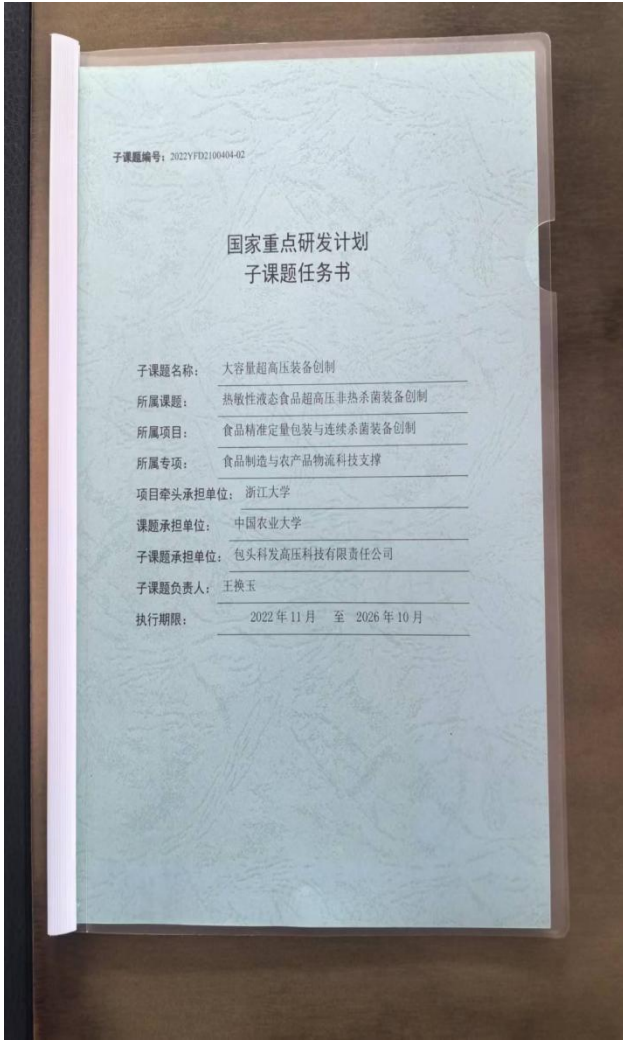 子课题编号：2022YFD2100404-02
国家重点研发计划
子课题任务书
子课题名称： 大容量超高压装备创制
所属课题： 热敏性液态食品超高压非热杀菌装备创制
所属项目： 食品精准定量包装与连续杀菌装备创制
所属专项： 食品制造与农产品物流科技支撑
项目牵头承担单位： 浙江大学
课题承担单位： 中国农业大学
子课题承担单位： 包头科发高压科技有限责任公司
子课题负责人： 王换玉
执行期限： 2022 年 11 月 至 2026 年 10 月